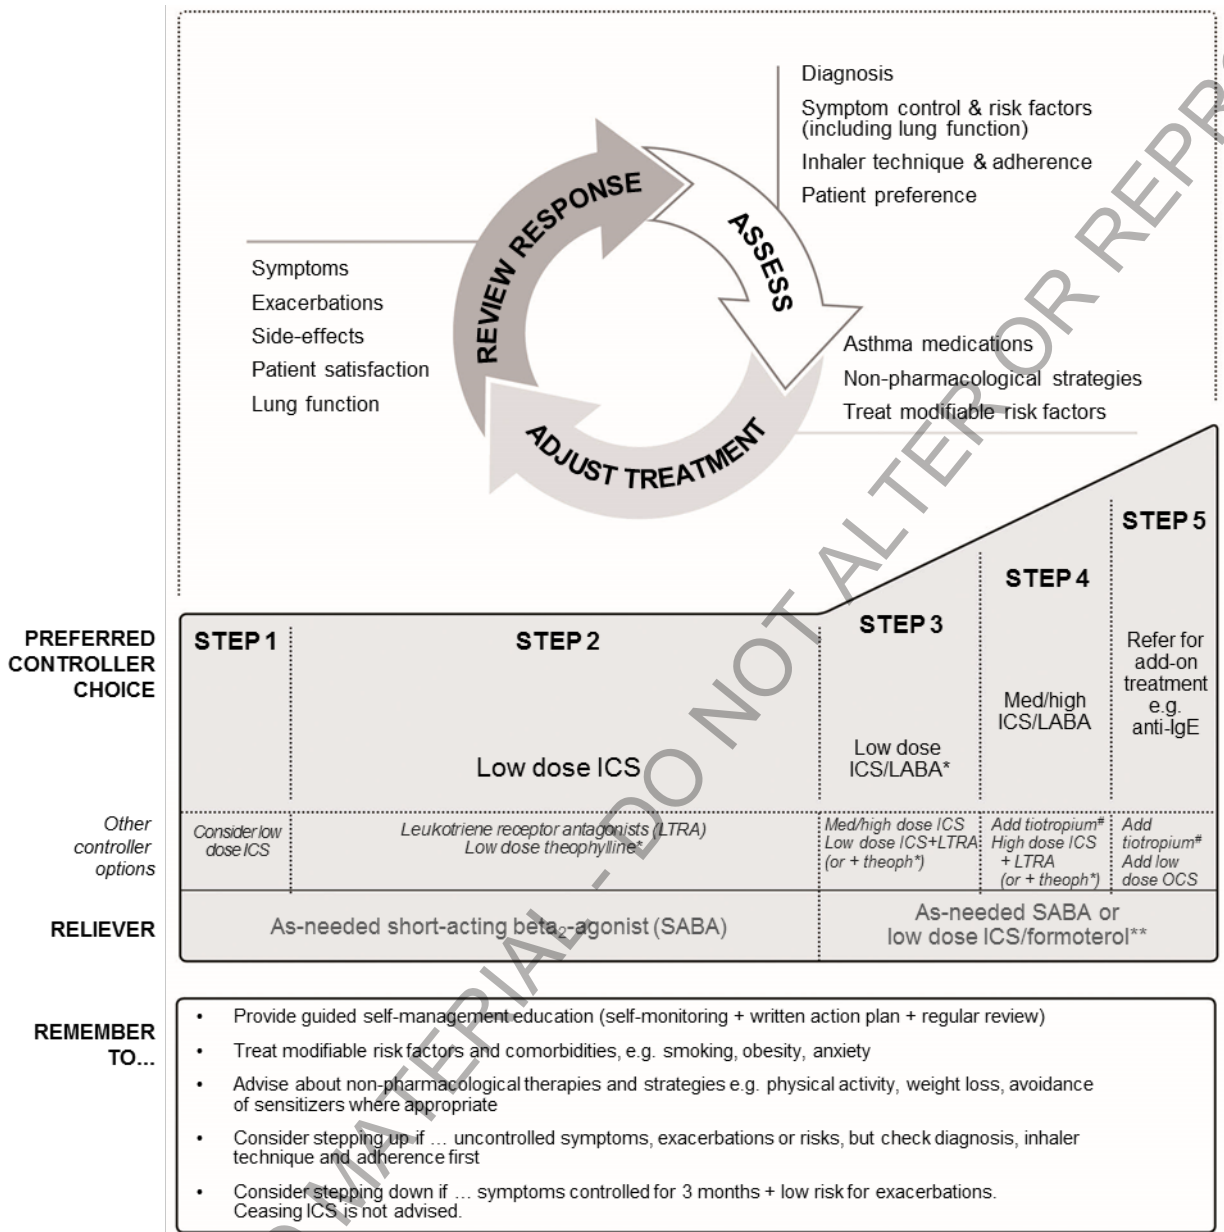 Diagnosis
Symptom control & risk factors
(including lung function)
Inhaler technique & adherence
Patient preference
REVIEW RESPONSE
ASSESS
ADJUST TREATMENT
Symptoms
Exacerbations
Side-effects
Patient satisfaction
Lung function
Asthma medications
Non-pharmacological strategies
Treat modifiable risk factors
PREFERRED
CONTROLLER
CHOICE
STEP 1
STEP 2
Low dose ICS
STEP 3
Low dose
ICS/LABA*
STEP 4
Med/high
ICS/LABA
STEP 5
Refer for
add-on
treatment
e.g.
anti-IgE
Other
controller
options
Consider low
dose ICS
Leukotriene receptor antagonists (LTRA)
Low dose theophylline*
Med/high dose ICS
Low dose ICS+LTRA
(or + theoph*)
Add tiotropium#
High dose ICS
+ LTRA
(or + theoph*)
Add
tiotropium#
Add low
dose OCS
RELIEVER
As-needed short-acting beta2-agonist (SABA)
As-needed SABA or
low dose ICS/formoterol**
REMEMBER
TO...
• Provide guided self-management education (self-monitoring + written action plan + regular review)
• Treat modifiable risk factors and comorbidities, e.g. smoking, obesity, anxiety
• Advise about non-pharmacological therapies and strategies e.g. physical activity, weight loss, avoidance
of sensitizers where appropriate
• Consider stepping up if … uncontrolled symptoms, exacerbations or risks, but check diagnosis, inhaler
technique and adherence first
• Consider stepping down if … symptoms controlled for 3 months + low risk for exacerbations.
Ceasing ICS is not advised.
MATERIAL - DO NOT ALTER OR